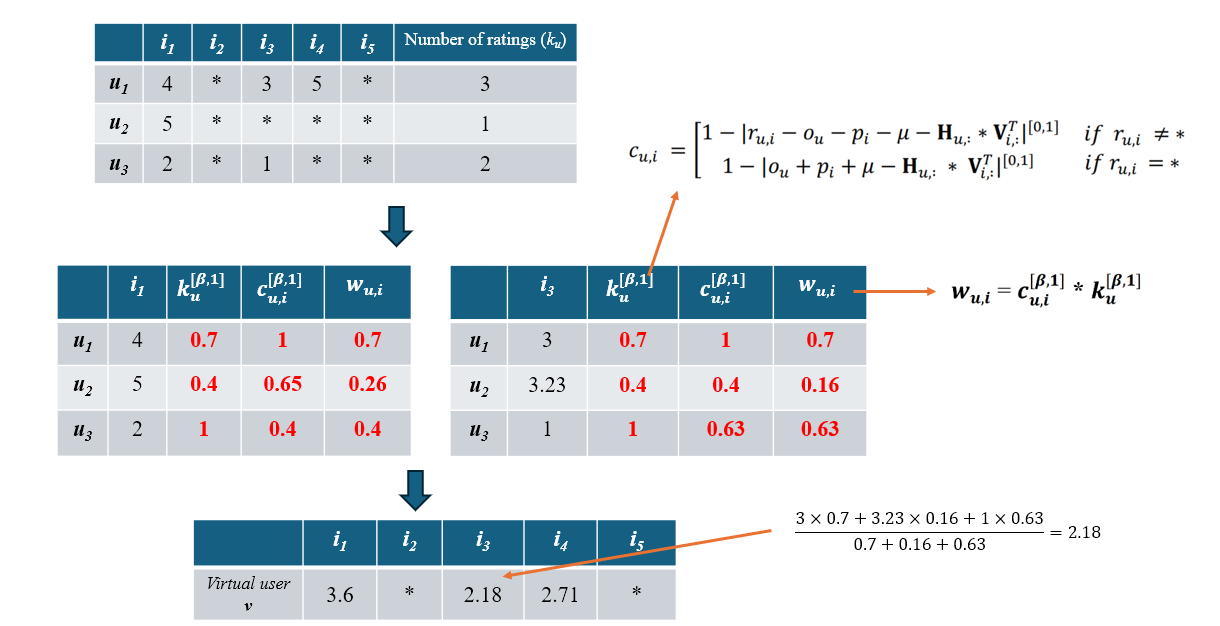 i1 i2 i3 i4 i5 Number of ratings (ku)
u1 4 * 3 5 * 3
u2 5 * * * * 1
u3 2 * 1 * * 2
cu,i = [ 1 − |ru,i − ou − pi − μ − Hu,: * V^T i,:|^[0,1] if ru,i ≠ *
1 − |ou + pi + μ − Hu,: * V^T i,:|^[0,1] if ru,i = *
i1 ku^[β,1] cu,i^[β,1] wu,i
u1 4 0.7 1 0.7
u2 5 0.4 0.65 0.26
u3 2 1 0.4 0.4
i3 ku^[β,1] cu,i^[β,1] wu,i
u1 3 0.7 1 0.7
u2 3.23 0.4 0.4 0.16
u3 1 1 0.63 0.63
wu,i = cu,i^[β,1] * ku^[β,1]
i1 i2 i3 i4 i5
Virtual user
v
3.6 * 2.18 2.71 *
3 × 0.7 + 3.23 × 0.16 + 1 × 0.63
0.7 + 0.16 + 0.63
= 2.18